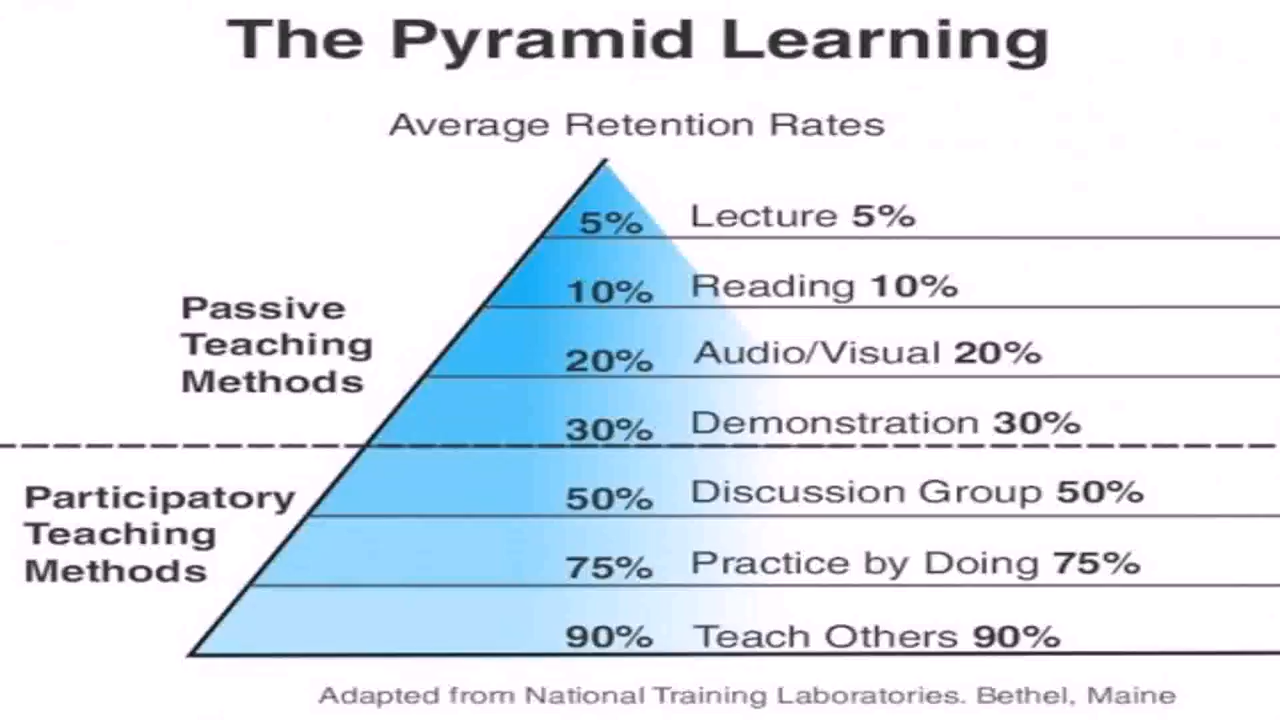 The Pyramid Learning
Average Retention Rates
5% Lecture 5%
10% Reading 10%
20% Audio/Visual 20%
30% Demonstration 30%
Passive
Teaching
Methods
50% Discussion Group 50%
75% Practice by Doing 75%
90% Teach Others 90%
Participatory
Teaching
Methods
Adapted from National Training Laboratories. Bethel, Maine